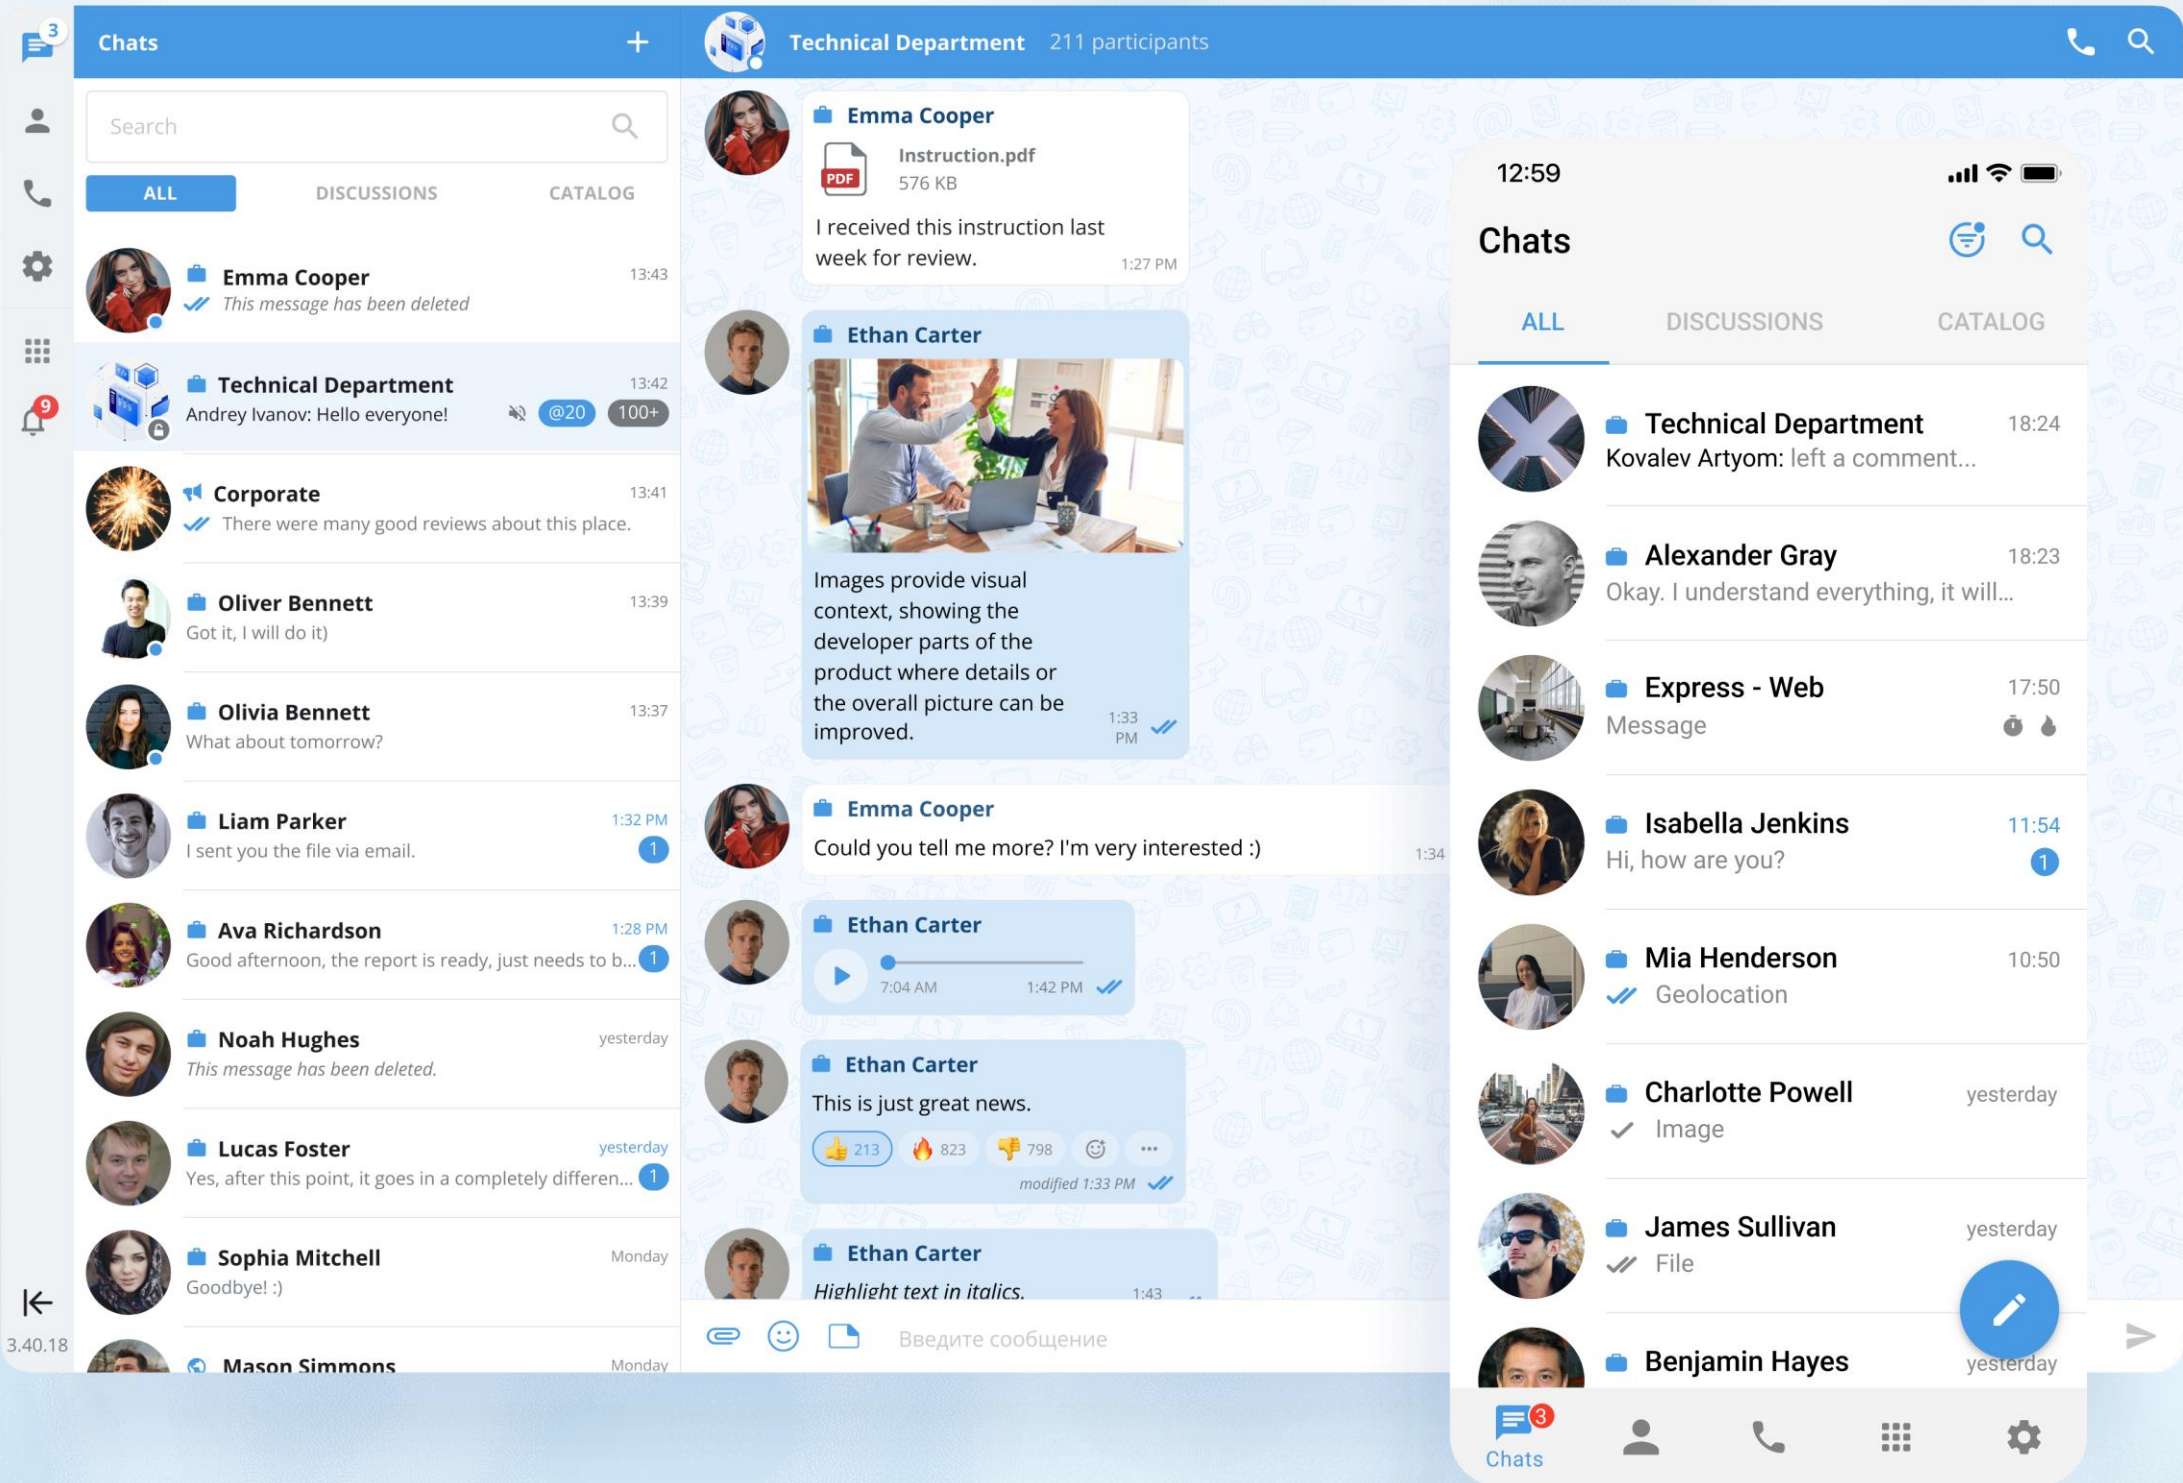 3
Chats
Search
ALL DISCUSSIONS CATALOG
9
Emma Cooper 13:43
This message has been deleted
Technical Department 13:42
Andrey Ivanov: Hello everyone! @20 100+
Corporate 13:41
There were many good reviews about this place.
Oliver Bennett 13:39
Got it, I will do it)
Olivia Bennett 13:37
What about tomorrow?
Liam Parker 1:32 PM
I sent you the file via email. 1
Ava Richardson 1:28 PM
Good afternoon, the report is ready, just needs to b... 1
Noah Hughes yesterday
This message has been deleted.
Lucas Foster yesterday
Yes, after this point, it goes in a completely differen... 1
Sophia Mitchell Monday
Goodbye! :)
Mason Simmons Monday
3.40.18
Technical Department 211 participants
Emma Cooper
PDF
Instruction.pdf
576 KB
I received this instruction last
week for review. 1:27 PM
Ethan Carter
Images provide visual
context, showing the
developer parts of the
product where details or
the overall picture can be
improved. 1:33
PM
Emma Cooper
Could you tell me more? I'm very interested :) 1:34
Ethan Carter
7:04 AM 1:42 PM
Ethan Carter
This is just great news.
213 823 798
modified 1:33 PM
Ethan Carter
Highlight text in italics. 1:43
Введите сообщение
12:59
Chats
ALL DISCUSSIONS CATALOG
Technical Department 18:24
Kovalev Artyom: left a comment...
Alexander Gray 18:23
Okay. I understand everything, it will...
Express - Web 17:50
Message
Isabella Jenkins 11:54
Hi, how are you? 1
Mia Henderson 10:50
Geolocation
Charlotte Powell yesterday
Image
James Sullivan yesterday
File
Benjamin Hayes yesterday
3
Chats